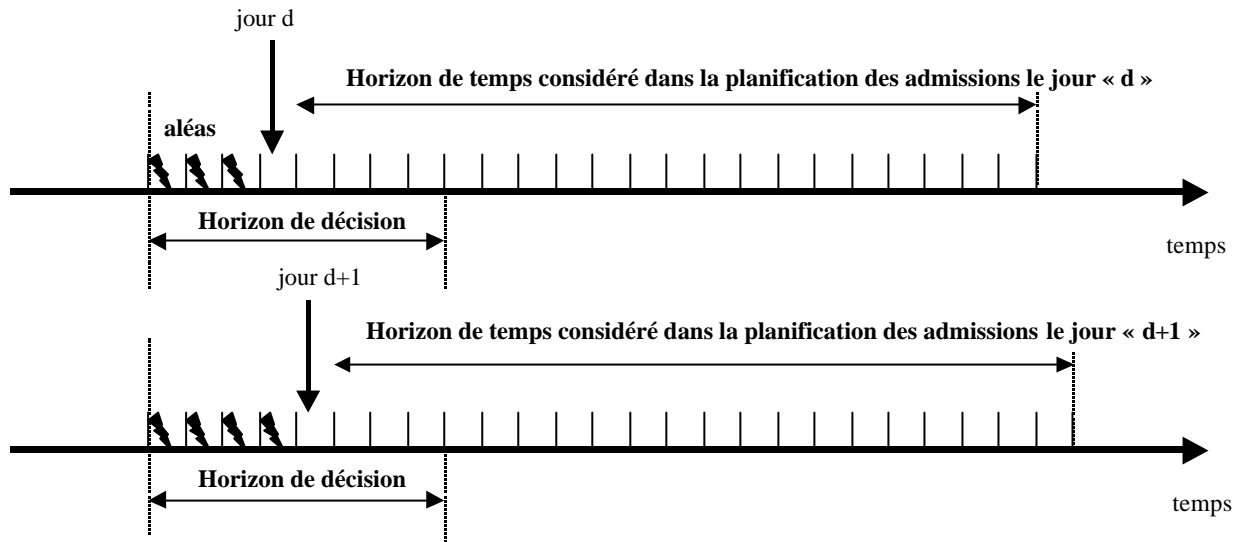 jour d
Horizon de temps considéré dans la planification des admissions le jour « d »
aléas
Horizon de décision
temps
jour d+1
Horizon de temps considéré dans la planification des admissions le jour « d+1 »
Horizon de décision
temps